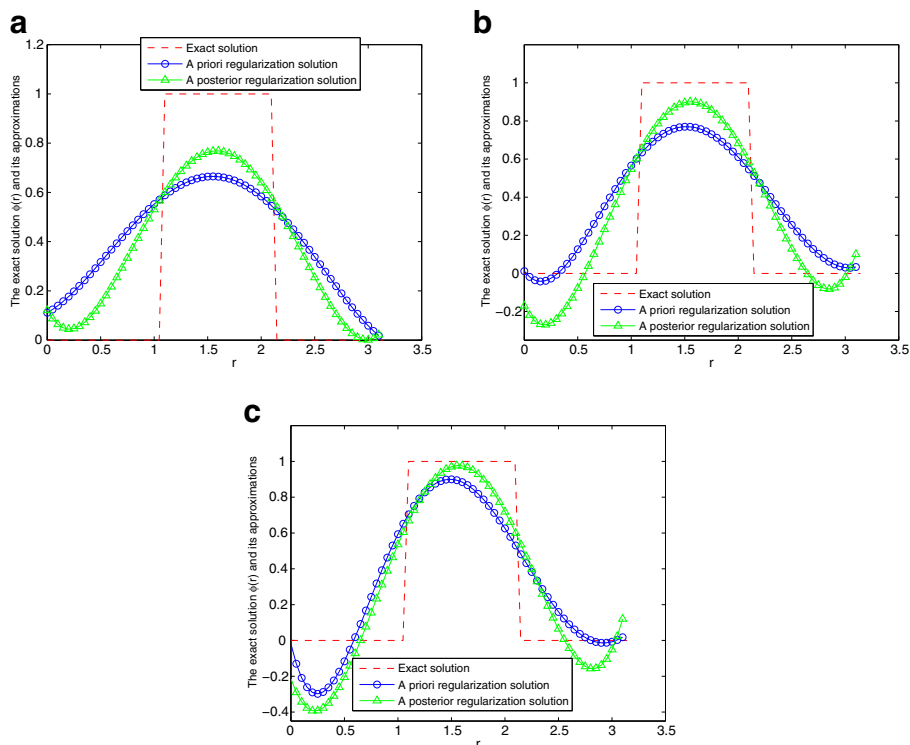 a
The exact solution ϕ(r) and its approximations
1.2
1
0.8
0.6
0.4
0.2
0
0 0.5 1 1.5 2 2.5 3 3.5
r
Exact solution
A priori regularization solution
A posterior regularization solution
b
The exact solution ϕ(r) and its approximations
1
0.8
0.6
0.4
0.2
0
−0.2
0 0.5 1 1.5 2 2.5 3 3.5
r
Exact solution
A priori regularization solution
A posterior regularization solution
c
The exact solution ϕ(r) and its approximations
1
0.8
0.6
0.4
0.2
0
−0.2
−0.4
0 0.5 1 1.5 2 2.5 3 3.5
r
Exact solution
A priori regularization solution
A posterior regularization solution